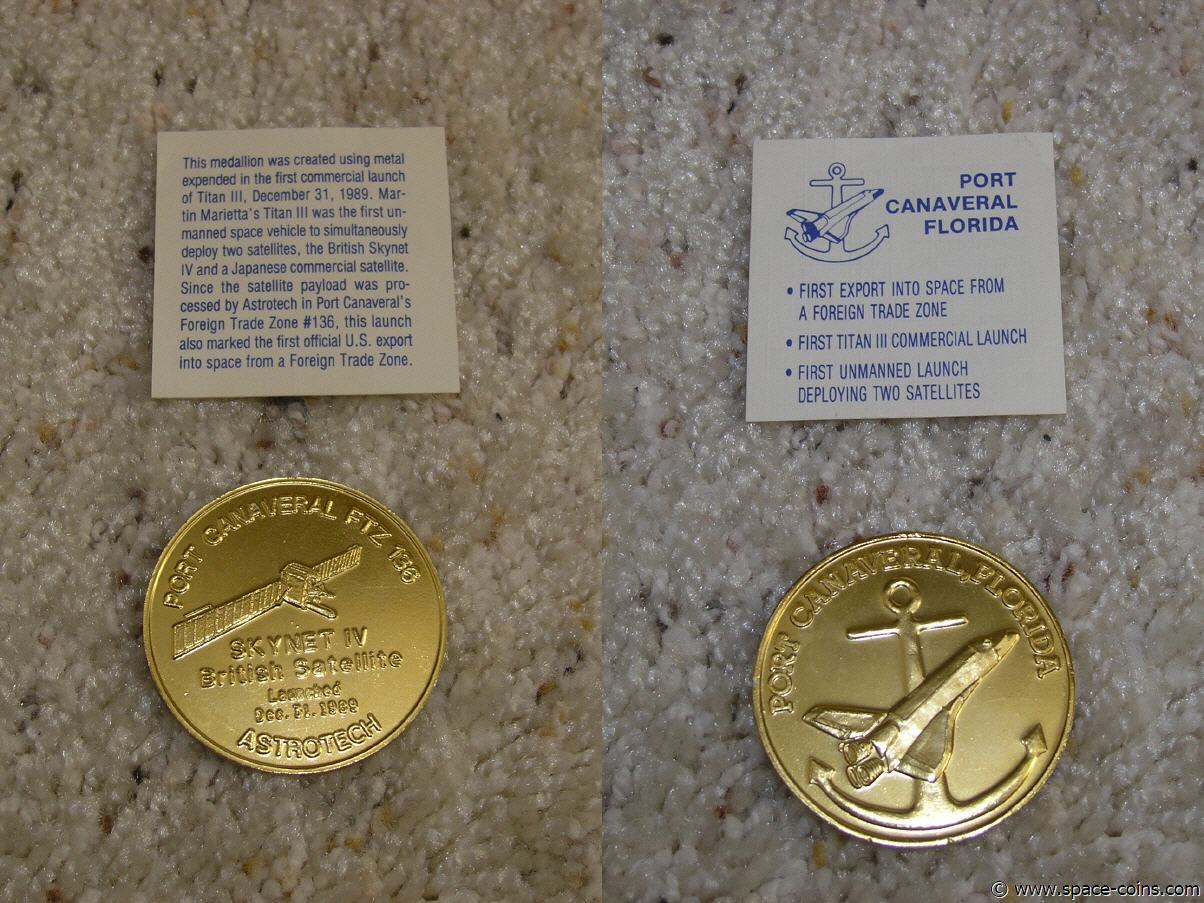 This medallion was created using metal
expended in the first commercial launch
of Titan III, December 31, 1989. Mar-
tin Marietta's Titan III was the first un-
manned space vehicle to simultaneously
deploy two satellites, the British Skynet
IV and a Japanese commercial satellite.
Since the satellite payload was pro-
cessed by Astrotech in Port Canaveral's
Foreign Trade Zone #136, this launch
also marked the first official U.S. export
into space from a Foreign Trade Zone.
PORT CANAVERAL FTZ 136
SKYNET IV
British Satellite
Launched
Dec. 31, 1989
ASTROTECH
PORT
CANAVERAL
FLORIDA
• FIRST EXPORT INTO SPACE FROM
A FOREIGN TRADE ZONE
• FIRST TITAN III COMMERCIAL LAUNCH
• FIRST UNMANNED LAUNCH
DEPLOYING TWO SATELLITES
PORT CANAVERAL, FLORIDA
© www.space-coins.com